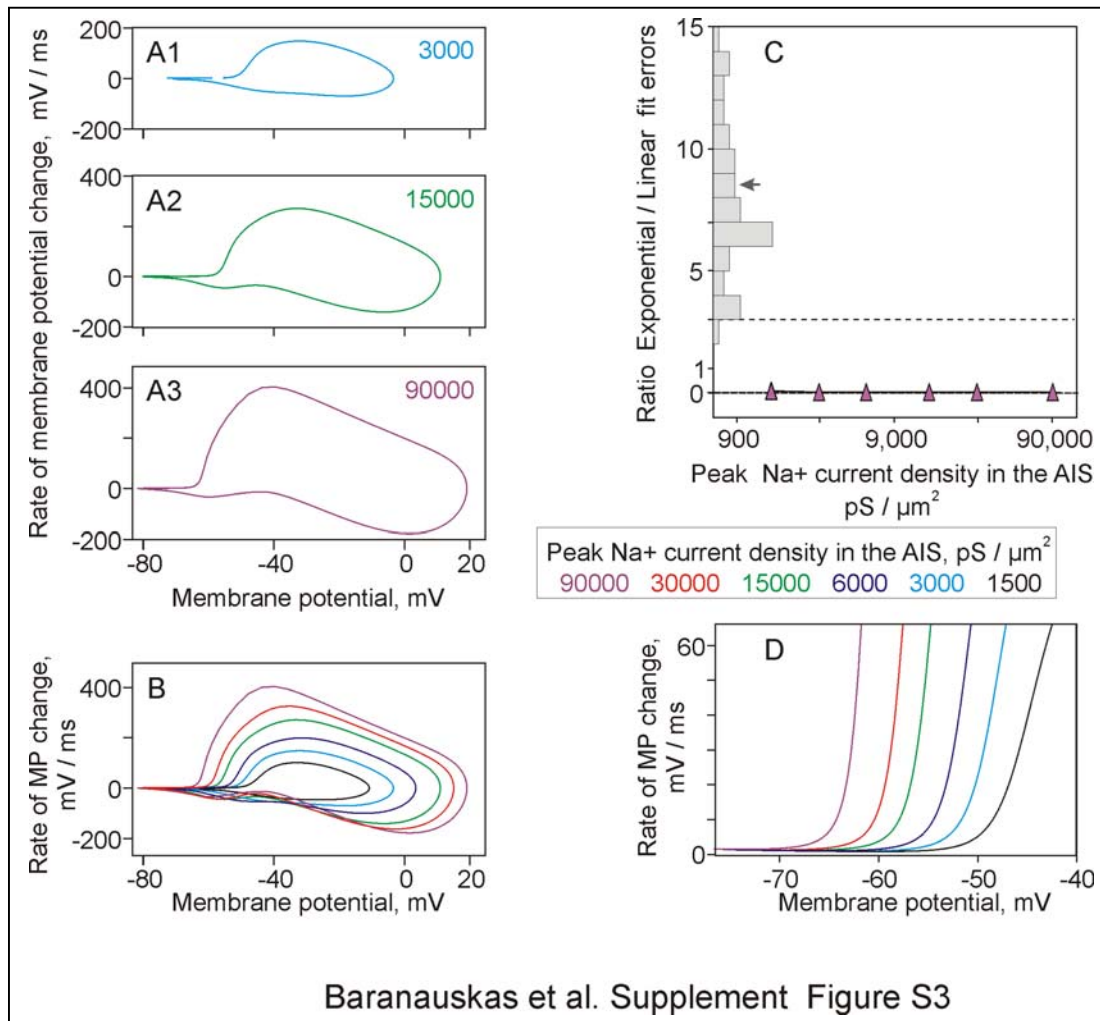 Rate of membrane potential change, mV / ms
A1
3000
200
0
-200
A2
15000
400
0
-200
A3
90000
400
0
-200
-80
-40
0
20
Membrane potential, mV
B
Rate of MP change,
mV / ms
400
0
-200
-80
-40
0
20
Membrane potential, mV
C
Ratio Exponential / Linear fit errors
15
10
5
1
0
900
9,000
90,000
Peak Na+ current density in the AIS
pS / µm²
Peak Na+ current density in the AIS, pS / µm²
90000 30000 15000 6000 3000 1500
D
Rate of MP change,
mV / ms
60
0
-70
-60
-50
-40
Membrane potential, mV
Baranauskas et al. Supplement Figure S3